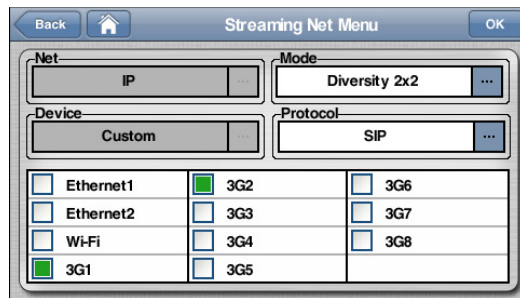 Back
Streaming Net Menu
OK
Net
IP
...
Mode
Diversity 2x2
...
Device
Custom
...
Protocol
SIP
...
Ethernet1
3G2
3G6
Ethernet2
3G3
3G7
Wi-Fi
3G4
3G8
3G1
3G5